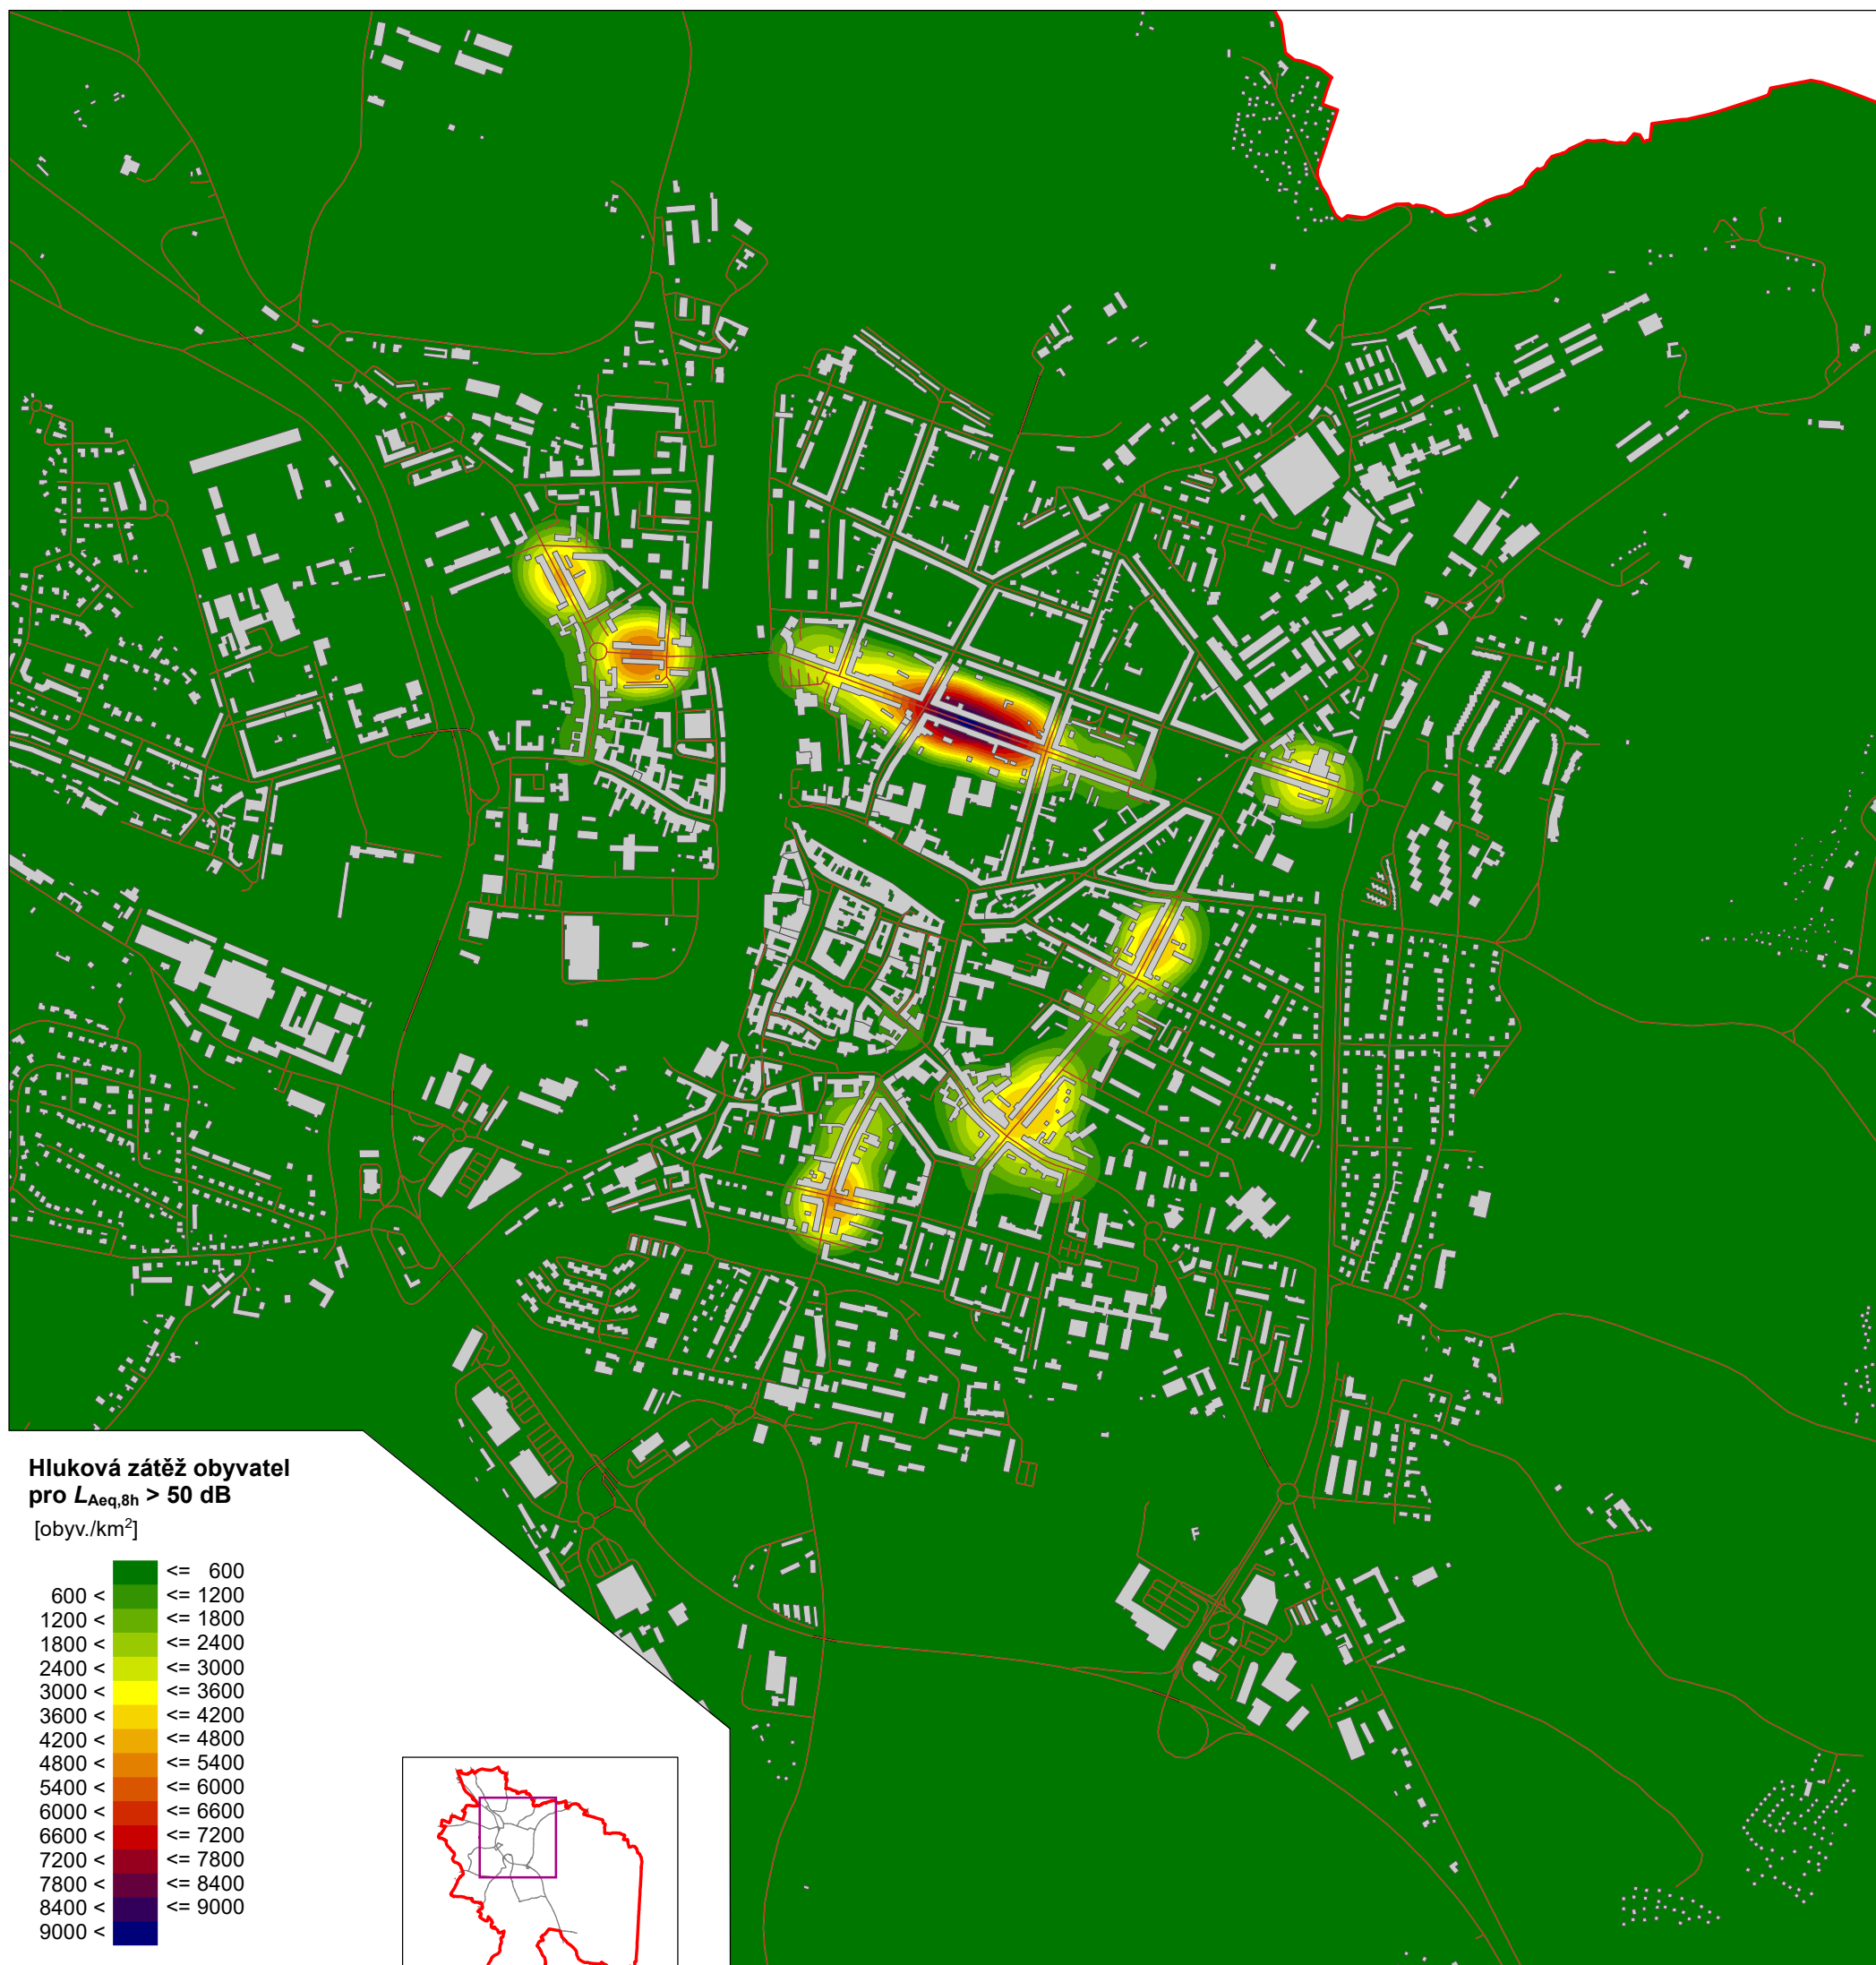 Hluková zátěž obyvatel
pro LAeq,8h > 50 dB
[obyv./km²]
<= 600
600 < <= 1200
1200 < <= 1800
1800 < <= 2400
2400 < <= 3000
3000 < <= 3600
3600 < <= 4200
4200 < <= 4800
4800 < <= 5400
5400 < <= 6000
6000 < <= 6600
6600 < <= 7200
7200 < <= 7800
7800 < <= 8400
8400 < <= 9000
9000 <